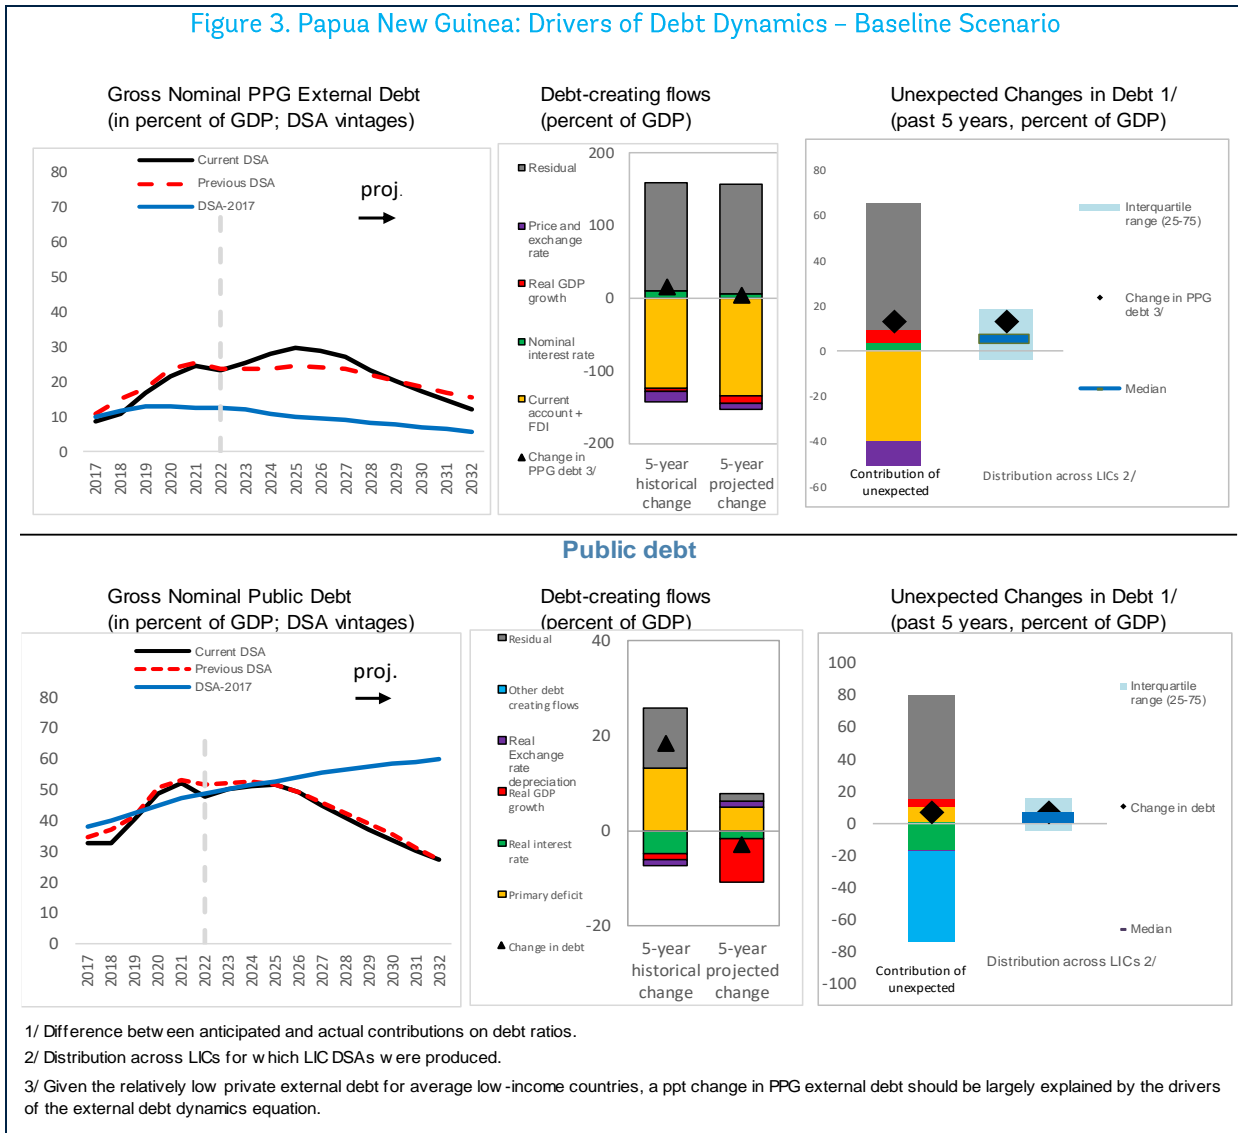 Figure 3. Papua New Guinea: Drivers of Debt Dynamics – Baseline Scenario
Gross Nominal PPG External Debt
(in percent of GDP; DSA vintages)
Current DSA
Previous DSA
DSA-2017
proj.
80
70
60
50
40
30
20
10
0
2017
2018
2019
2020
2021
2022
2023
2024
2025
2026
2027
2028
2029
2030
2031
2032
Debt-creating flows
(percent of GDP)
Residual
Price and
exchange
rate
Real GDP
growth
Nominal
interest rate
Current
account +
FDI
Change in
PPG debt 3/
200
100
0
-100
-200
5-year
historical
change
5-year
projected
change
Unexpected Changes in Debt 1/
(past 5 years, percent of GDP)
80
60
40
20
0
-20
-40
-60
Contribution of
unexpected
Distribution across LICs 2/
Interquartile
range (25-75)
Change in PPG
debt 3/
Median
Public debt
Gross Nominal Public Debt
(in percent of GDP; DSA vintages)
Current DSA
Previous DSA
DSA-2017
proj.
80
70
60
50
40
30
20
10
0
2017
2018
2019
2020
2021
2022
2023
2024
2025
2026
2027
2028
2029
2030
2031
2032
Debt-creating flows
(percent of GDP)
Residual
Other debt
creating flows
Real
Exchange
rate
depreciation
Real GDP
growth
Real interest
rate
Primary deficit
Change in debt
40
20
0
-20
5-year
historical
change
5-year
projected
change
Unexpected Changes in Debt 1/
(past 5 years, percent of GDP)
100
80
60
40
20
0
-20
-40
-60
-80
-100
Contribution of
unexpected
Distribution across LICs 2/
Interquartile
range (25-75)
Change in debt
Median
1/ Difference between anticipated and actual contributions on debt ratios.
2/ Distribution across LICs for which LIC DSAs were produced.
3/ Given the relatively low private external debt for average low-income countries, a ppt change in PPG external debt should be largely explained by the drivers
of the external debt dynamics equation.